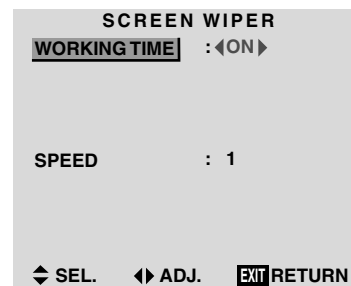 SCREEN WIPER
WORKING TIME : ◀ON▶
SPEED : 1
SEL. ADJ. EXIT RETURN